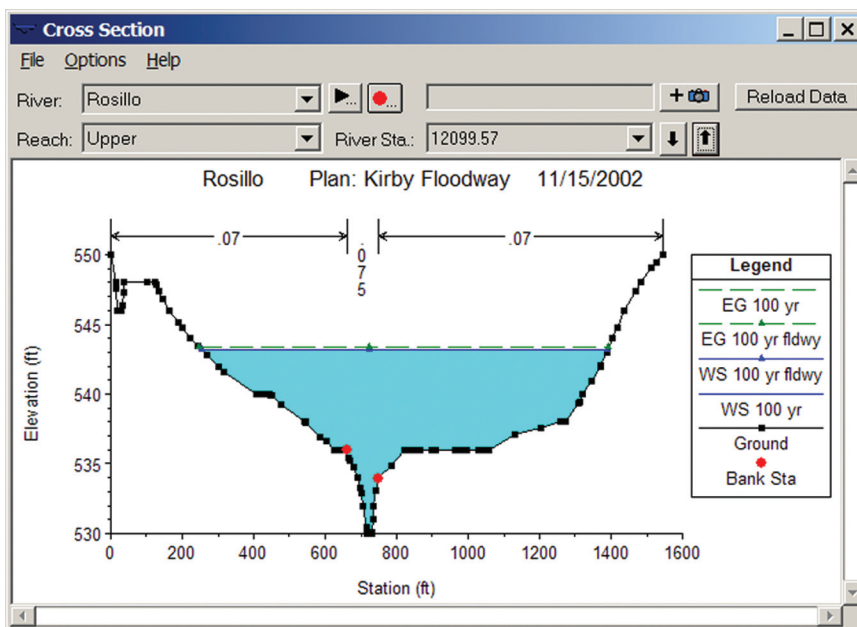 Cross Section
File Options Help
River: Rosillo
Reload Data
Reach: Upper River Sta.: 12099.57
Rosillo Plan: Kirby Floodway 11/15/2002
.07 .075 .07
550
545
540
535
530
Elevation (ft)
0 200 400 600 800 1000 1200 1400 1600
Station (ft)
Legend
EG 100 yr
EG 100 yr fldwy
WS 100 yr fldwy
WS 100 yr
Ground
Bank Sta